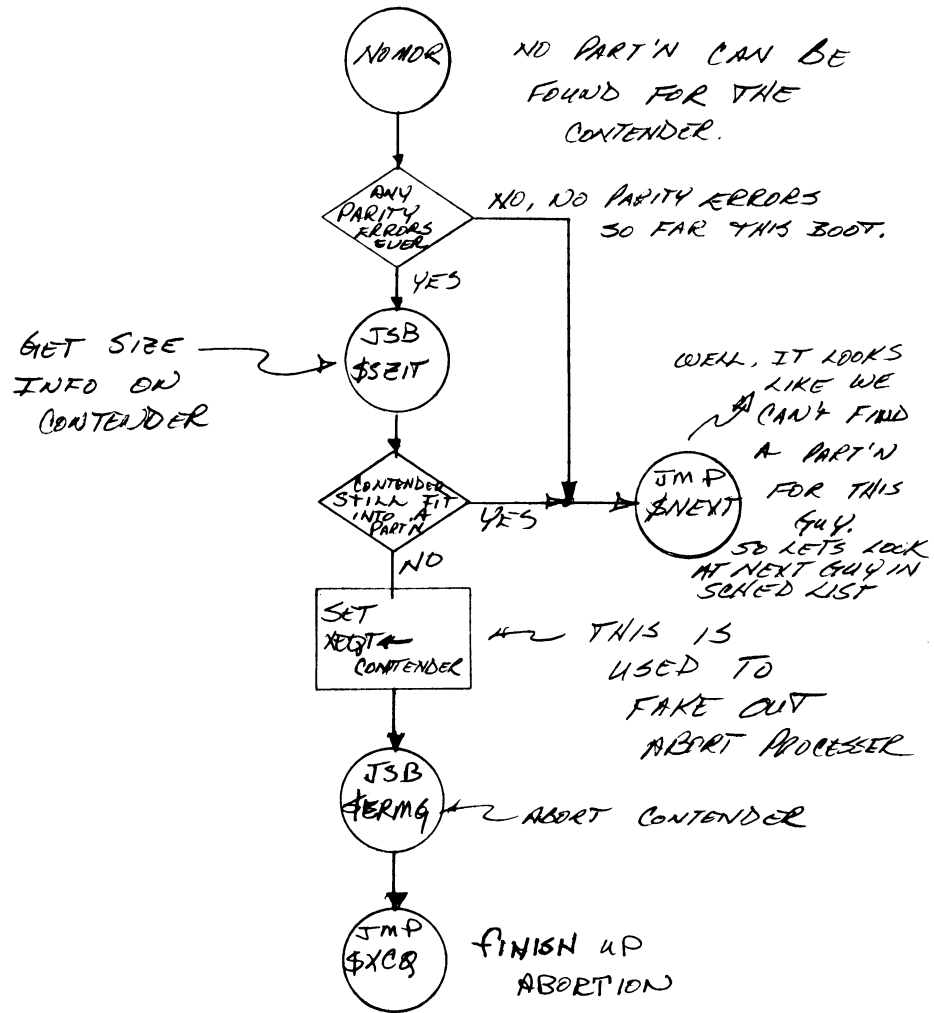 NOMOR
NO PART'N CAN BE
FOUND FOR THE
CONTENDER.
ANY
PARITY
ERRORS
EVER
NO, NO PARITY ERRORS
SO FAR THIS BOOT.
YES
JSB
$SZIT
GET SIZE
INFO ON
CONTENDER
CONTENDER
STILL FIT
INTO A
PART'N
YES
JMP
$NEXT
WELL, IT LOOKS
LIKE WE
CAN'T FIND
A PART'N
FOR THIS
GUY.
SO LETS LOOK
AT NEXT GUY IN
SCHED LIST
NO
SET
XEQT←
CONTENDER
THIS IS
USED TO
FAKE OUT
ABORT PROCESSER
JSB
$ERMG
ABORT CONTENDER
JMP
$XCQ
FINISH UP
ABORTION